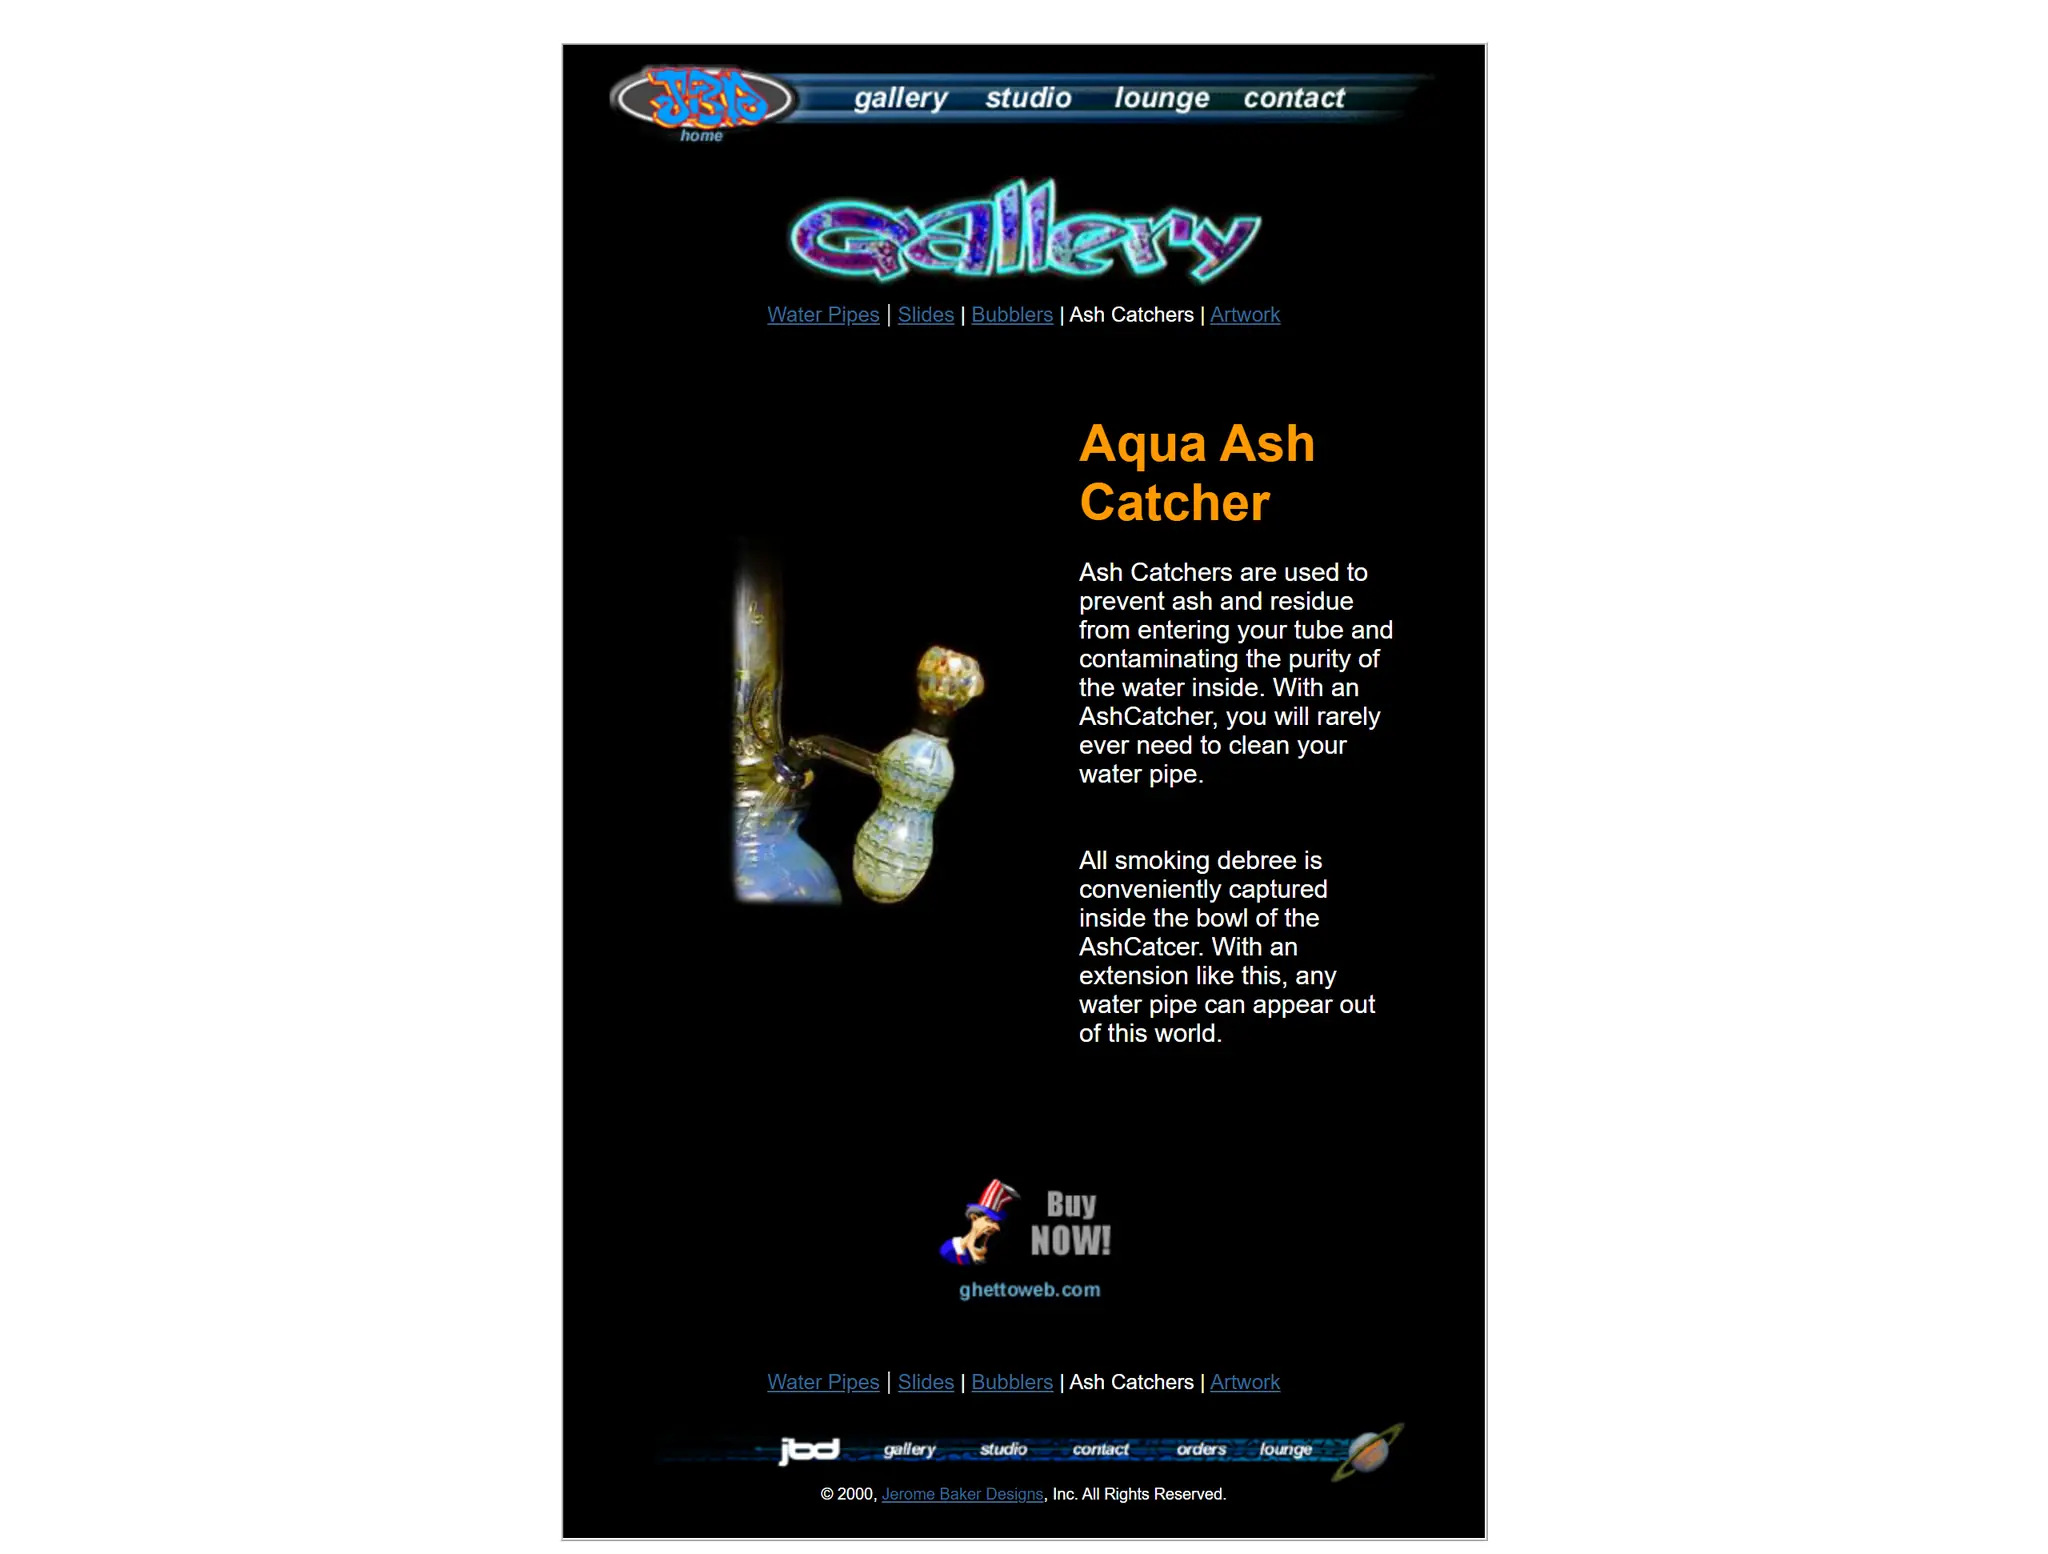 JBD
home
gallery studio lounge contact
Gallery
Water Pipes | Slides | Bubblers | Ash Catchers | Artwork
Aqua Ash
Catcher
Ash Catchers are used to
prevent ash and residue
from entering your tube and
contaminating the purity of
the water inside. With an
AshCatcher, you will rarely
ever need to clean your
water pipe.
All smoking debree is
conveniently captured
inside the bowl of the
AshCatcer. With an
extension like this, any
water pipe can appear out
of this world.
Buy
NOW!
ghettoweb.com
Water Pipes | Slides | Bubblers | Ash Catchers | Artwork
jbd gallery studio contact orders lounge
© 2000, Jerome Baker Designs, Inc. All Rights Reserved.